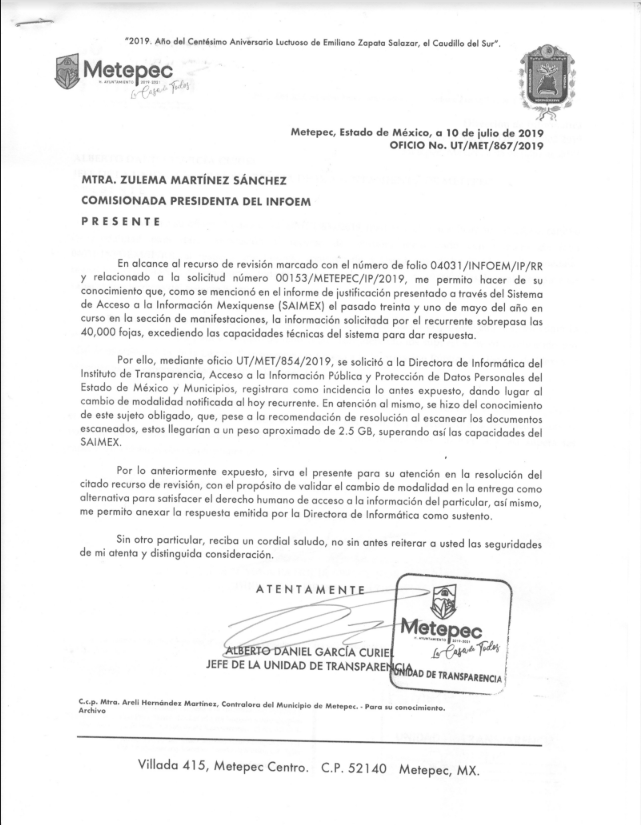 "2019. Año del Centésimo Aniversario Luctuoso de Emiliano Zapata Salazar, el Caudillo del Sur".
Metepec
H. AYUNTAMIENTO 2019-2021
La Casa de Todos
Metepec, Estado de México, a 10 de julio de 2019
OFICIO No. UT/MET/867/2019
MTRA. ZULEMA MARTÍNEZ SÁNCHEZ
COMISIONADA PRESIDENTA DEL INFOEM
P R E S E N T E
En alcance al recurso de revisión marcado con el número de folio 04031/INFOEM/IP/RR
y relacionado a la solicitud número 00153/METEPEC/IP/2019, me permito hacer de su
conocimiento que, como se mencionó en el informe de justificación presentado a través del Sistema
de Acceso a la Información Mexiquense (SAIMEX) el pasado treinta y uno de mayo del año en
curso en la sección de manifestaciones, la información solicitada por el recurrente sobrepasa las
40,000 fojas, excediendo las capacidades técnicas del sistema para dar respuesta.
Por ello, mediante oficio UT/MET/854/2019, se solicitó a la Directora de Informática del
Instituto de Transparencia, Acceso a la Información Pública y Protección de Datos Personales del
Estado de México y Municipios, registrara como incidencia lo antes expuesto, dando lugar al
cambio de modalidad notificada al hoy recurrente. En atención al mismo, se hizo del conocimiento
de este sujeto obligado, que, pese a la recomendación de resolución al escanear los documentos
escaneados, estos llegarían a un peso aproximado de 2.5 GB, superando así las capacidades del
SAIMEX.
Por lo anteriormente expuesto, sirva el presente para su atención en la resolución del
citado recurso de revisión, con el propósito de validar el cambio de modalidad en la entrega como
alternativa para satisfacer el derecho humano de acceso a la información del particular, así mismo,
me permito anexar la respuesta emitida por la Directora de Informática como sustento.
Sin otro particular, reciba un cordial saludo, no sin antes reiterar a usted las seguridades
de mi atenta y distinguida consideración.
A T E N T A M E N T E
ALBERTO DANIEL GARCÍA CURIEL
JEFE DE LA UNIDAD DE TRANSPARENCIA
Metepec
H. AYUNTAMIENTO 2019-2021
La Casa de Todos
UNIDAD DE TRANSPARENCIA
C.c.p. Mtra. Areli Hernández Martínez, Contralora del Municipio de Metepec. - Para su conocimiento.
Archivo
Villada 415, Metepec Centro. C.P. 52140 Metepec, MX.